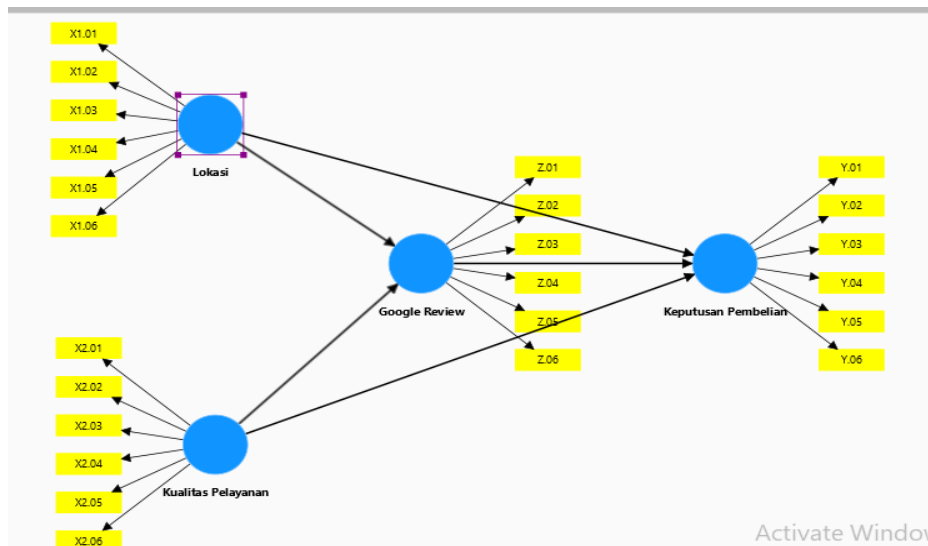 X1.01
X1.02
X1.03
X1.04
X1.05
X1.06
Lokasi
Z.01
Z.02
Z.03
Z.04
Z.05
Z.06
Google Review
Y.01
Y.02
Y.03
Y.04
Y.05
Y.06
Keputusan Pembelian
X2.01
X2.02
X2.03
X2.04
X2.05
X2.06
Kualitas Pelayanan
Activate Window